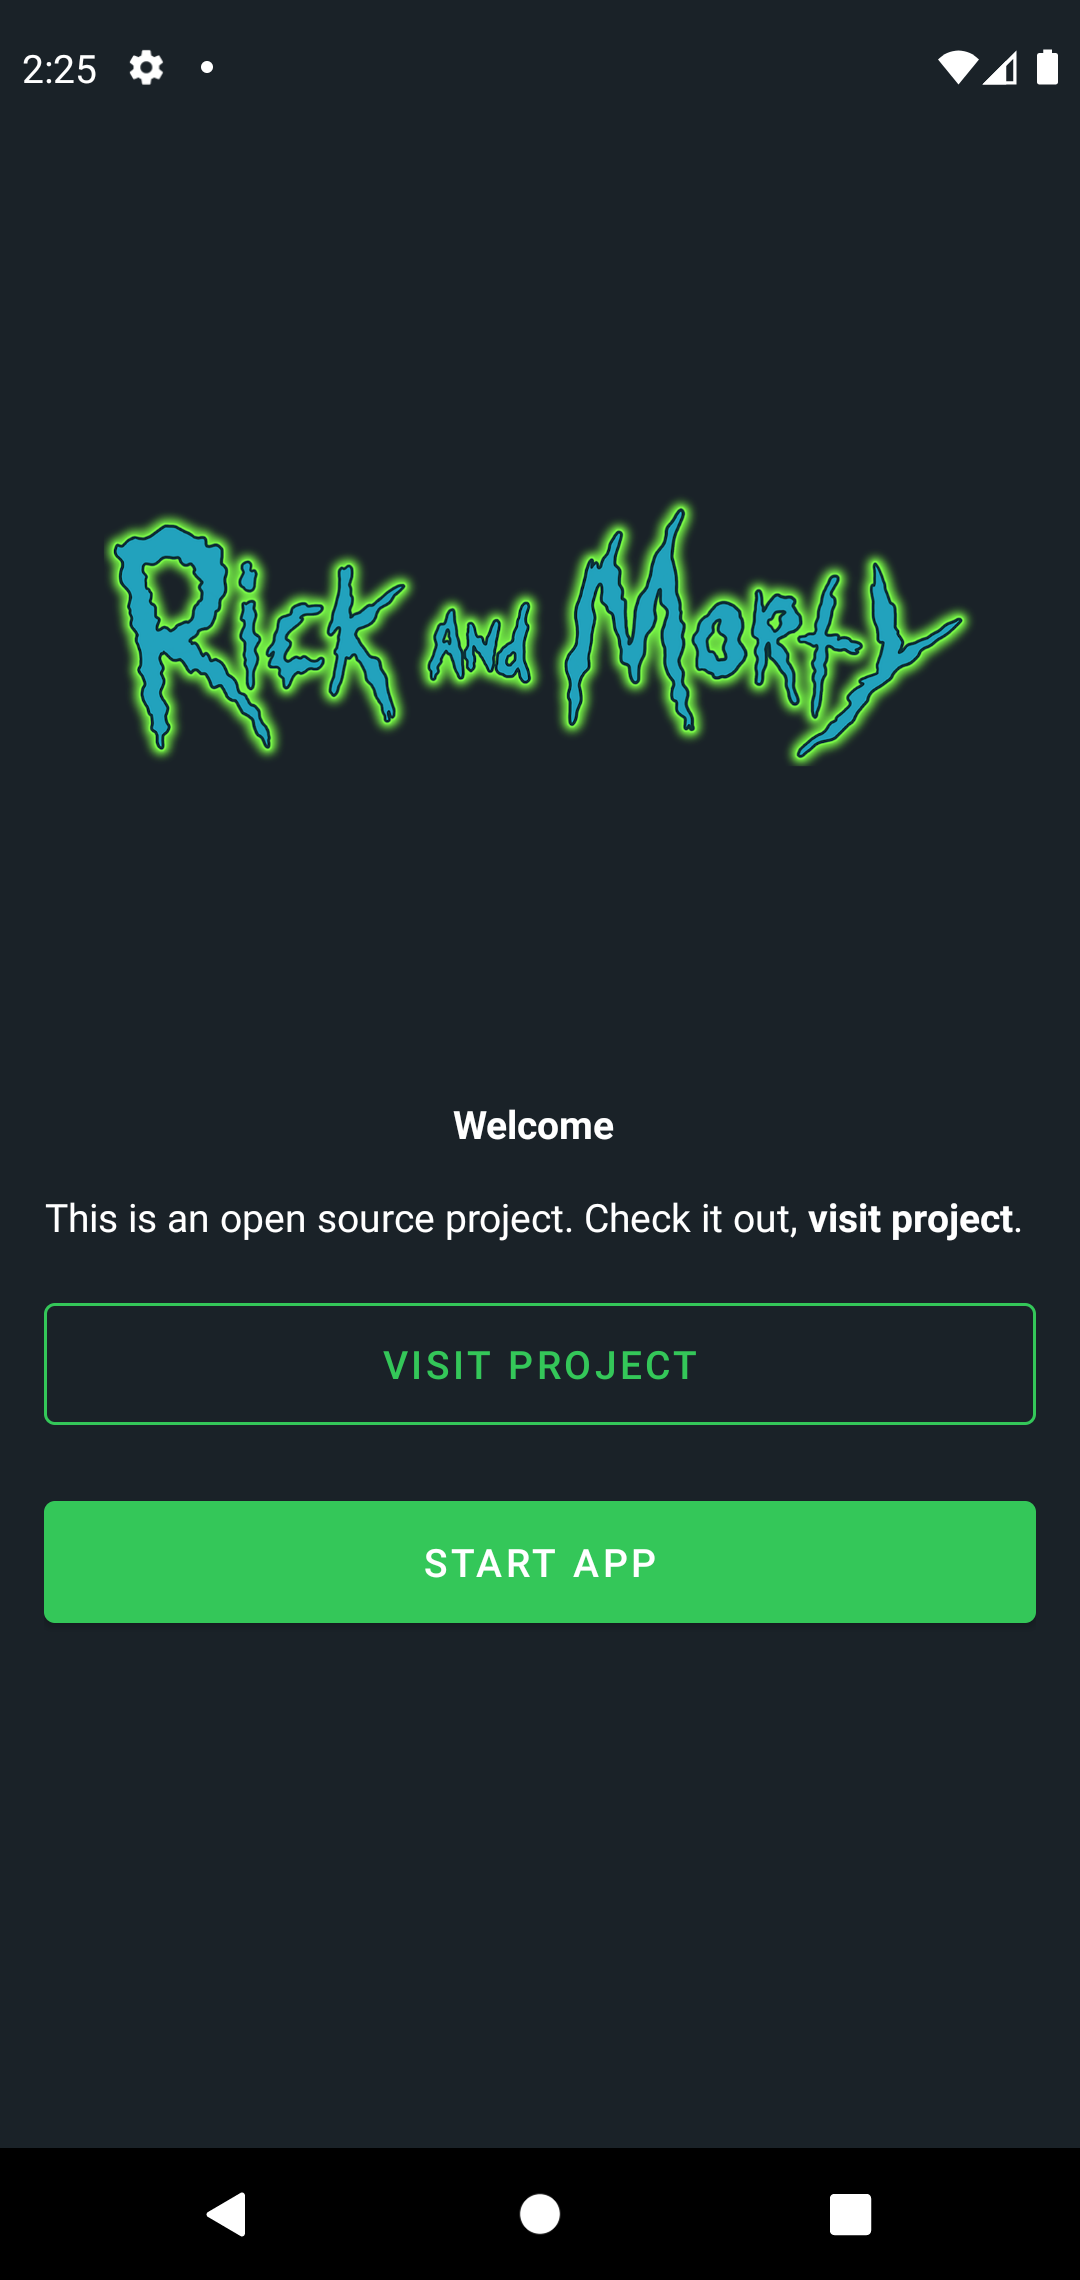 2:25
Rick and Morty
Welcome
This is an open source project. Check it out, visit project.
VISIT PROJECT
START APP